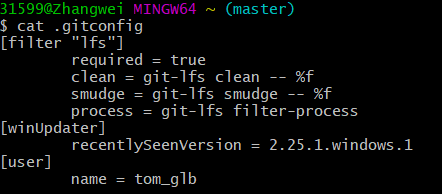 31599@Zhangwei MINGW64 ~ (master)
$ cat .gitconfig
[filter "lfs"]
        required = true
        clean = git-lfs clean -- %f
        smudge = git-lfs smudge -- %f
        process = git-lfs filter-process
[winUpdater]
        recentlySeenVersion = 2.25.1.windows.1
[user]
        name = tom_glb